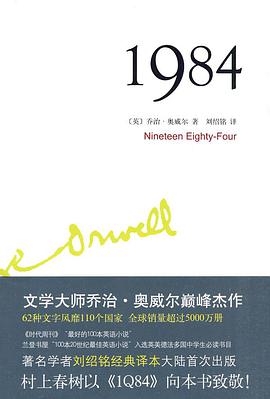 1984
〔英〕乔治·奥威尔 著 刘绍铭 译
Nineteen Eighty-Four
Orwell
文学大师乔治·奥威尔巅峰杰作
62种文字风靡110个国家 全球销量超过5000万册
《时代周刊》“最好的100本英语小说”
兰登书屋“100本20世纪最佳英语小说” 入选英美德法多国中学生必读书目
著名学者刘绍铭经典译本大陆首次出版
村上春树以《1Q84》向本书致敬！